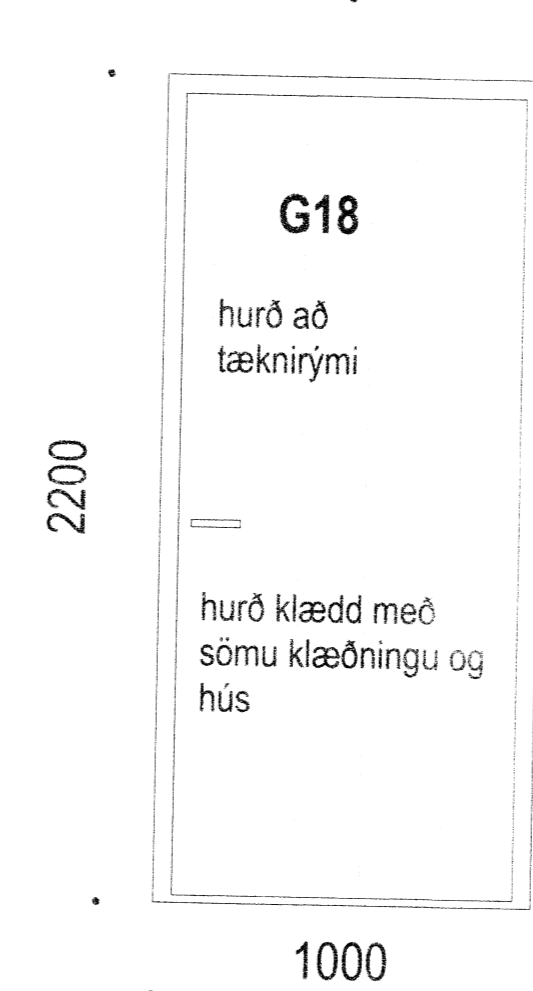 G18
hurð að
tæknirými
2200
hurð klædd með
sömu klæðningu og
hús
1000